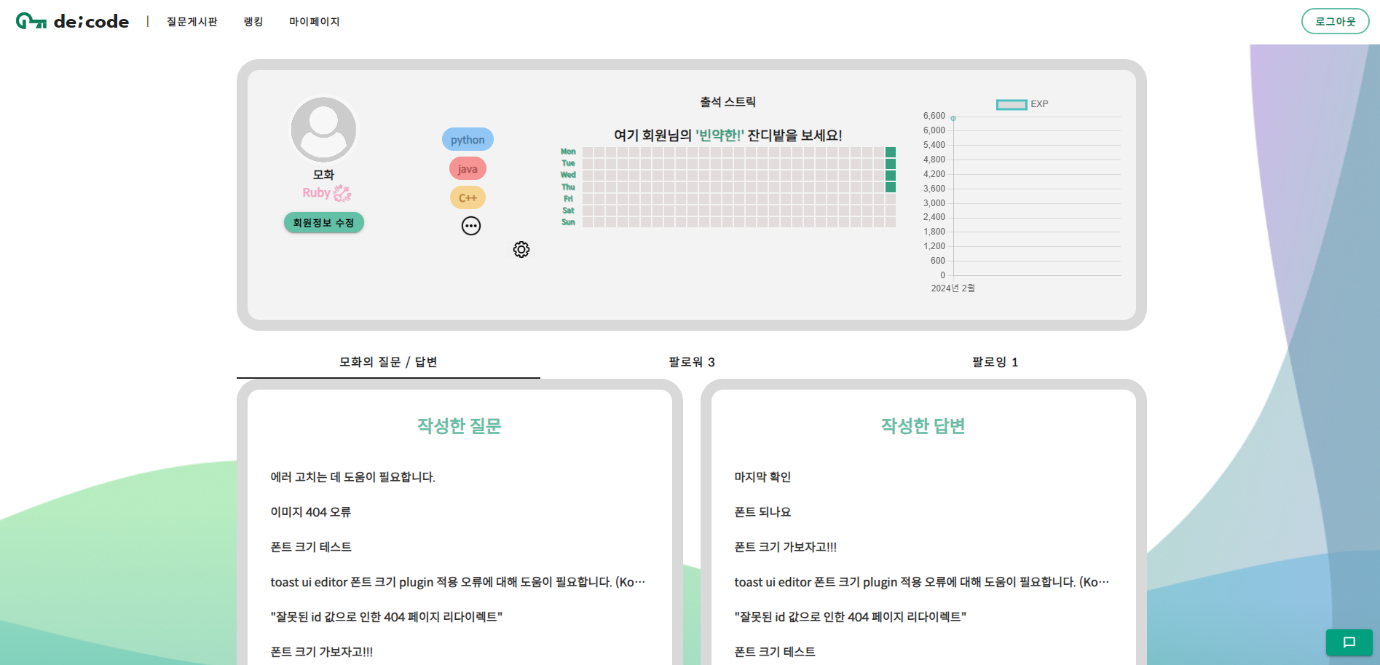 de;code | 질문게시판 랭킹 마이페이지 로그아웃
모화
Ruby
회원정보 수정
python
java
C++
출석 스트릭
여기 회원님의 '빈약한!' 잔디밭을 보세요!
Mon
Tue
Wed
Thu
Fri
Sat
Sun
EXP
6,600
6,000
5,400
4,800
4,200
3,600
3,000
2,400
1,800
1,200
600
0
2024년 2월
모화의 질문 / 답변
팔로워 3
팔로잉 1
작성한 질문
에러 고치는 데 도움이 필요합니다.
이미지 404 오류
폰트 크기 테스트
toast ui editor 폰트 크기 plugin 적용 오류에 대해 도움이 필요합니다. (Ko…
"잘못된 id 값으로 인한 404 페이지 리다이렉트"
폰트 크기 가보자고!!!
작성한 답변
마지막 확인
폰트 되나요
폰트 크기 가보자고!!!
toast ui editor 폰트 크기 plugin 적용 오류에 대해 도움이 필요합니다. (Ko…
"잘못된 id 값으로 인한 404 페이지 리다이렉트"
폰트 크기 테스트